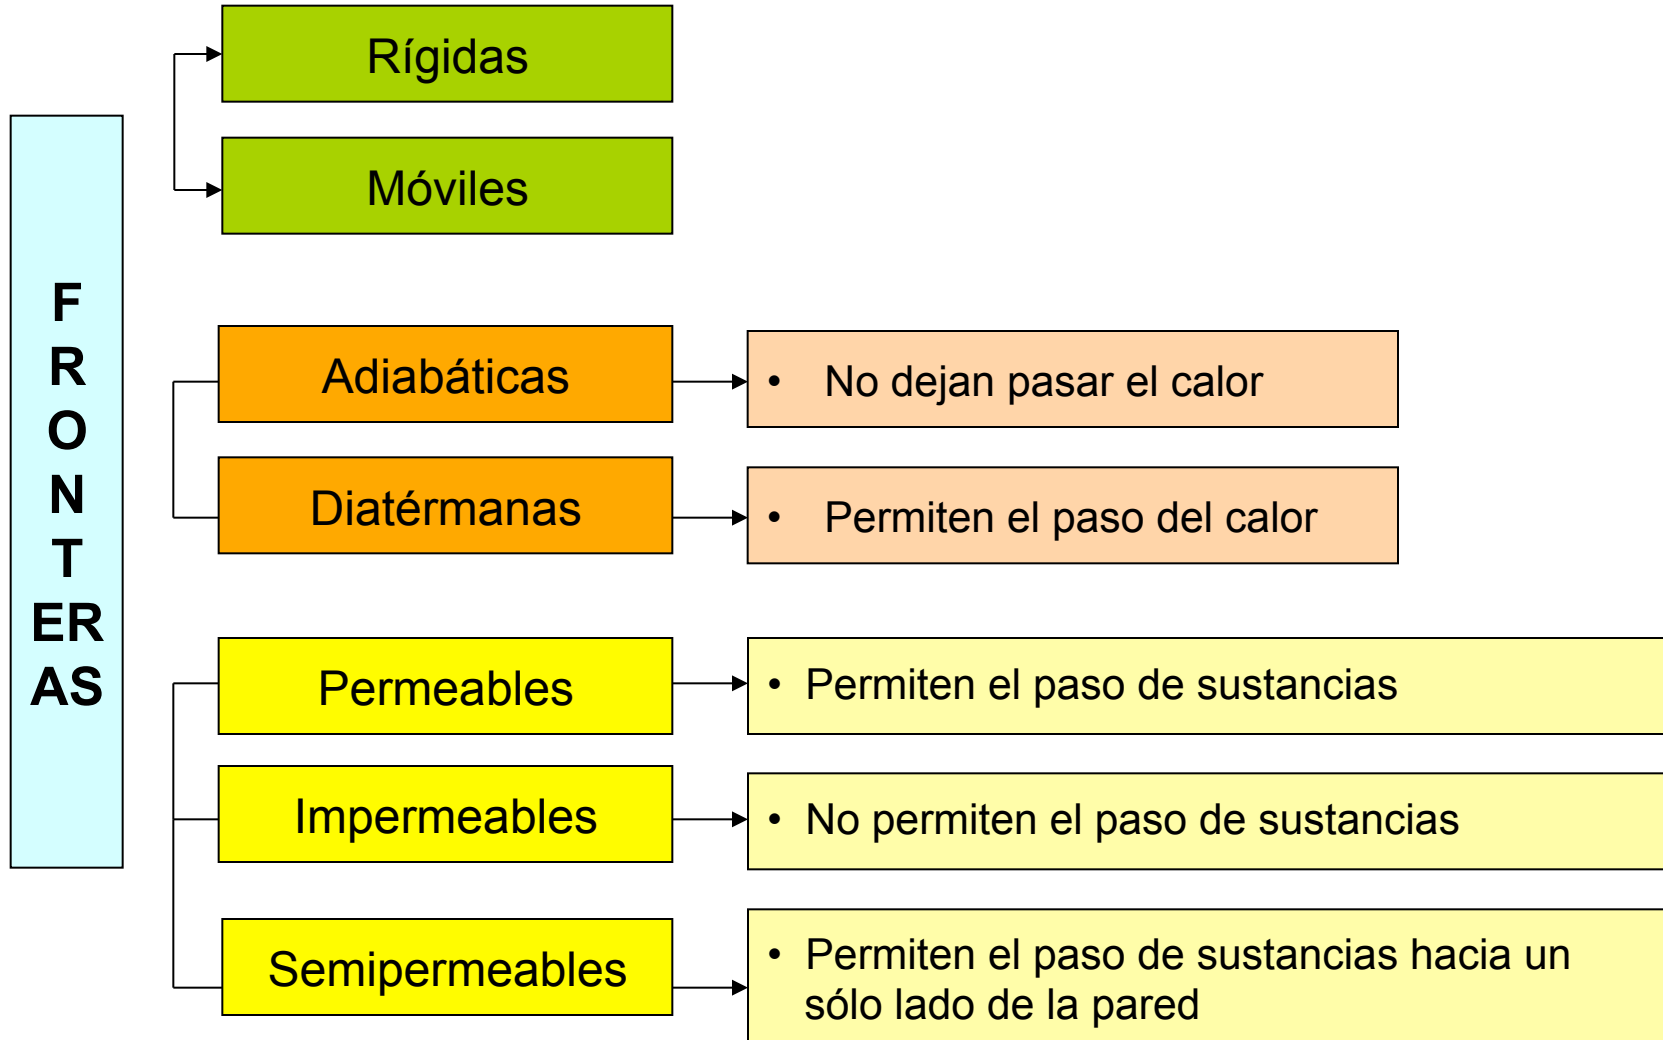 F
R
O
N
T
ER
AS
Rígidas
Móviles
Adiabáticas
• No dejan pasar el calor
Diatérmanas
• Permiten el paso del calor
Permeables
• Permiten el paso de sustancias
Impermeables
• No permiten el paso de sustancias
Semipermeables
• Permiten el paso de sustancias hacia un
sólo lado de la pared